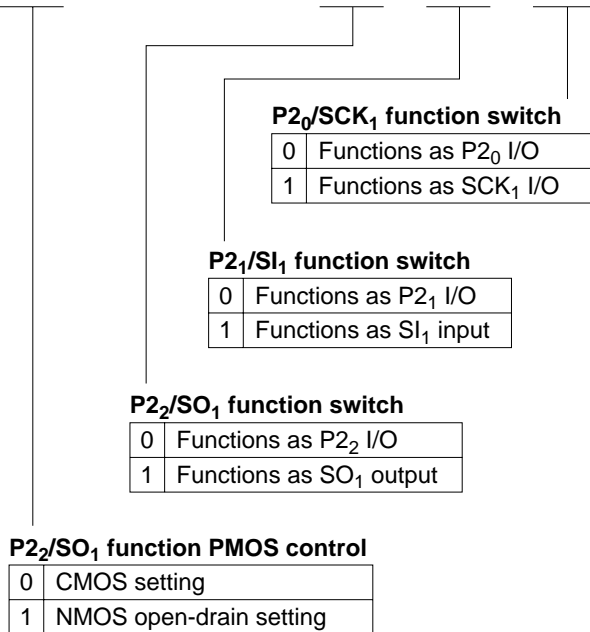 P2₀/SCK₁ function switch
0 Functions as P2₀ I/O
1 Functions as SCK₁ I/O
P2₁/SI₁ function switch
0 Functions as P2₁ I/O
1 Functions as SI₁ input
P2₂/SO₁ function switch
0 Functions as P2₂ I/O
1 Functions as SO₁ output
P2₂/SO₁ function PMOS control
0 CMOS setting
1 NMOS open-drain setting